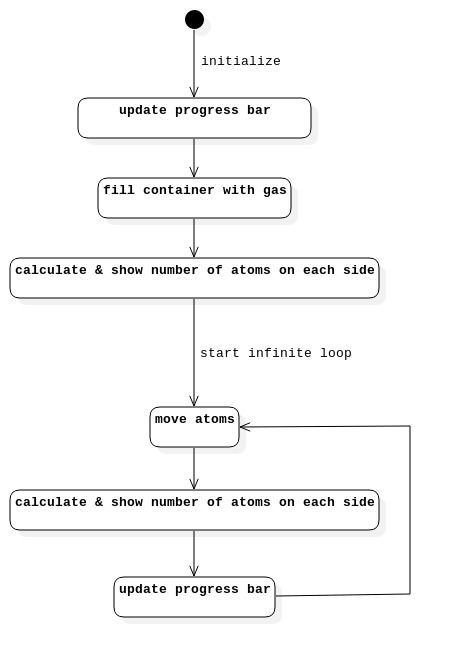 initialize
update progress bar
fill container with gas
calculate & show number of atoms on each side
start infinite loop
move atoms
calculate & show number of atoms on each side
update progress bar